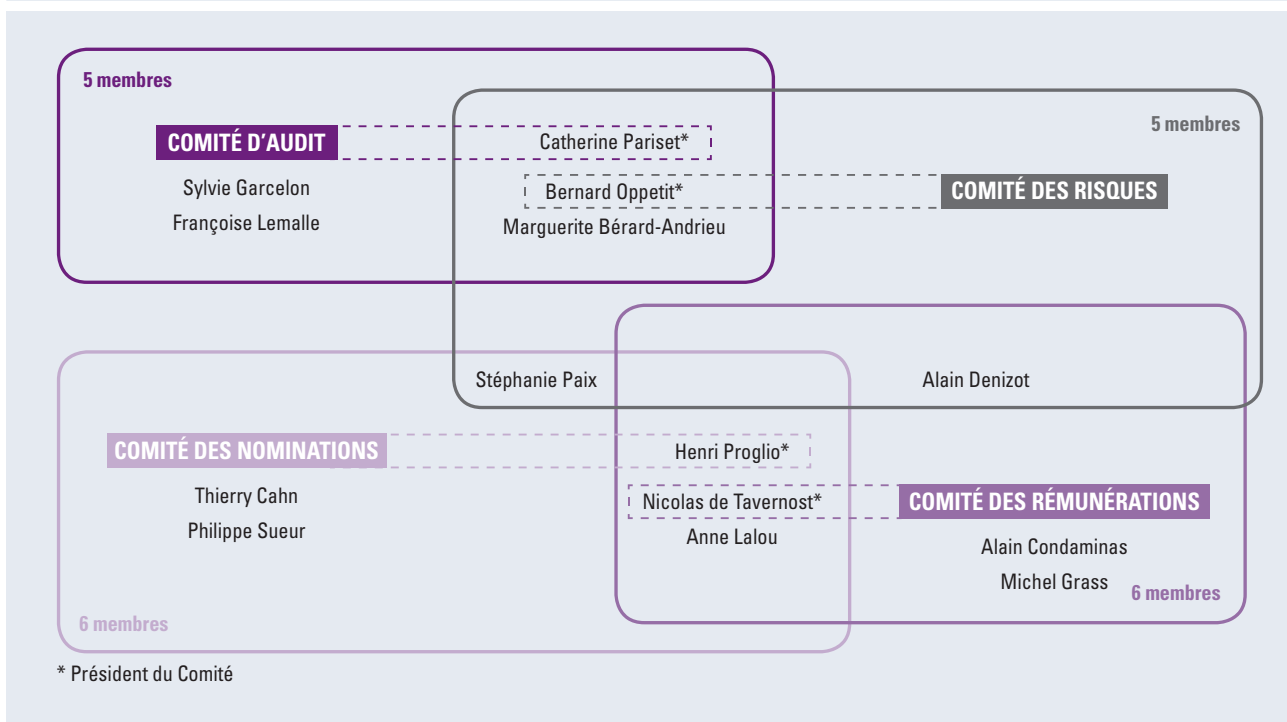 5 membres
5 membres
COMITÉ D'AUDIT
Catherine Pariset*
Sylvie Garcelon
Bernard Oppetit*
COMITÉ DES RISQUES
Françoise Lemalle
Marguerite Bérard-Andrieu
Stéphanie Paix
Alain Denizot
COMITÉ DES NOMINATIONS
Henri Proglio*
Thierry Cahn
Nicolas de Tavernost*
COMITÉ DES RÉMUNÉRATIONS
Philippe Sueur
Anne Lalou
Alain Condaminas
Michel Grass
6 membres
6 membres
* Président du Comité